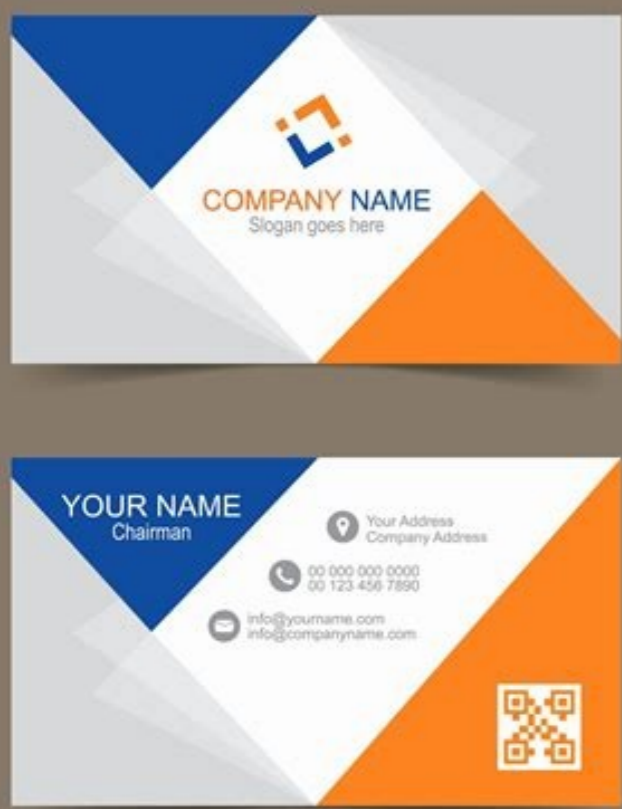 COMPANY NAME
Slogan goes here
YOUR NAME
Chairman
Your Address
Company Address
00 000 000 0000
00 123 456 7890
info@yourname.com
info@companyname.com